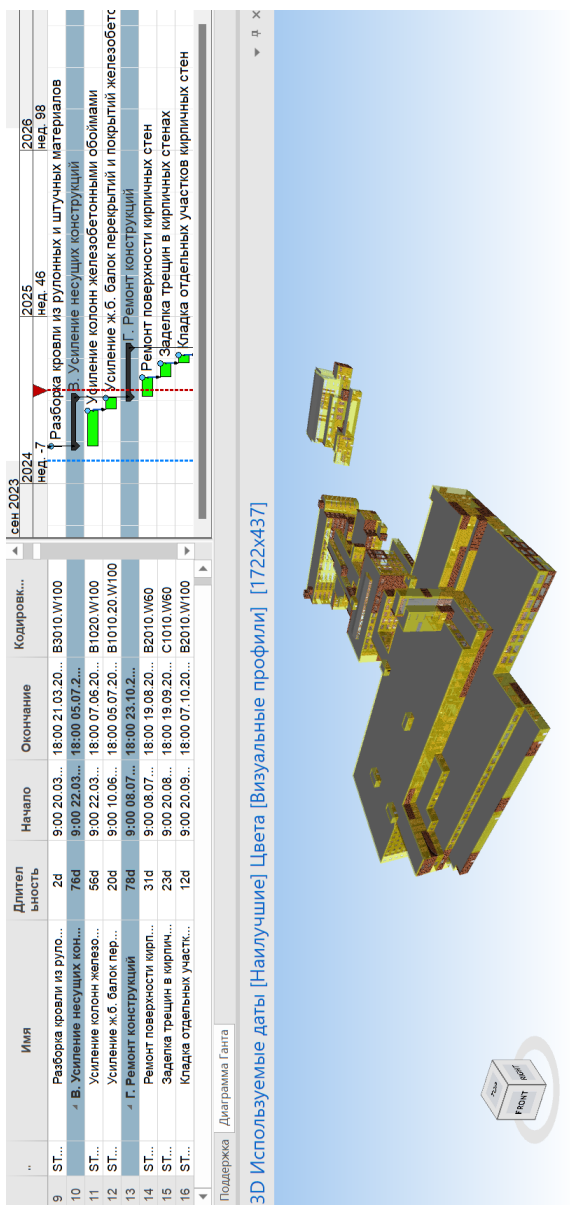 .. Имя Длител ьность Начало Окончание Кодировк...
9 ST... Разборка кровли из руло... 2d 9:00 20.03... 18:00 21.03.20... B3010.W100
10 В. Усиление несущих кон... 76d 9:00 22.03... 18:00 05.07.2...
11 ST... Усиление колонн железо... 56d 9:00 22.03... 18:00 07.06.20... B1020.W100
12 ST... Усиление ж.б. балок пер... 20d 9:00 10.06... 18:00 05.07.20... B1010.20.W100
13 Г. Ремонт конструкций 78d 9:00 08.07... 18:00 23.10.2...
14 ST... Ремонт поверхности кирп... 31d 9:00 08.07... 18:00 19.08.20... B2010.W60
15 ST... Заделка трещин в кирпич... 23d 9:00 20.08... 18:00 19.09.20... C1010.W60
16 ST... Кладка отдельных участк... 12d 9:00 20.09... 18:00 07.10.20... B2010.W100
сен 2023
2024 2025 2026
нед. -7 нед. 46 нед. 98
Разборка кровли из рулонных и штучных материалов
В. Усиление несущих конструкций
Усиление колонн железобетонными обоймами
Усиление ж.б. балок перекрытий и покрытий железобетс
Г. Ремонт конструкций
Ремонт поверхности кирпичных стен
Заделка трещин в кирпичных стенах
Кладка отдельных участков кирпичных стен
Поддержка Диаграмма Ганта
3D Используемые даты [Наилучшие] Цвета [Визуальные профили] [1722x437]
FRONT RIGHT